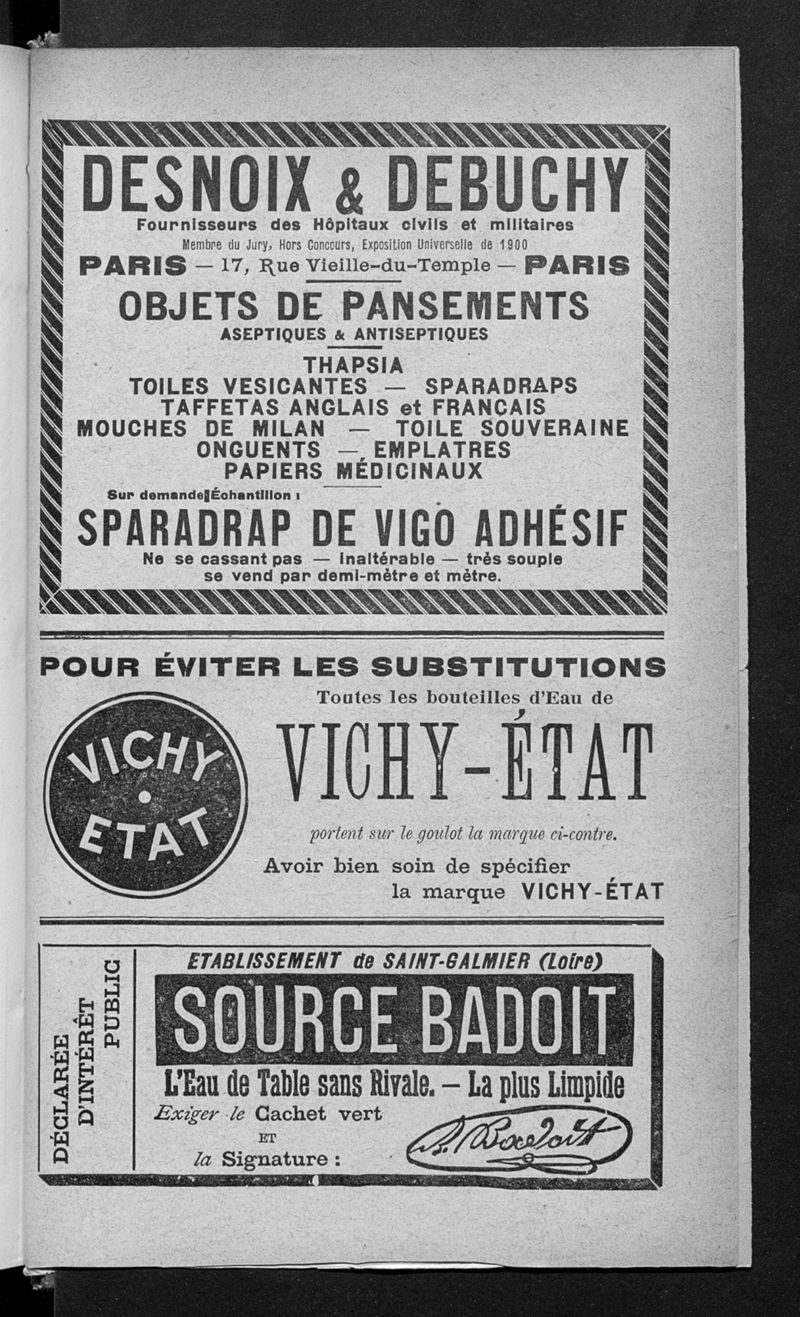 DESNOIX & DEBUCHY
Fournisseurs des Hôpitaux civils et militaires
Membre du Jury, Hors Concours, Exposition Universelle de 1900
PARIS — 17, Rue Vieille-du-Temple — PARIS
OBJETS DE PANSEMENTS
ASEPTIQUES & ANTISEPTIQUES
THAPSIA
TOILES VESICANTES — SPARADRAPS
TAFFETAS ANGLAIS et FRANCAIS
MOUCHES DE MILAN — TOILE SOUVERAINE
ONGUENTS — EMPLATRES
PAPIERS MÉDICINAUX
Sur demande Échantillon :
SPARADRAP DE VIGO ADHÉSIF
Ne se cassant pas — inaltérable — très souple
se vend par demi-mètre et mètre.
POUR ÉVITER LES SUBSTITUTIONS
VICHY
ETAT
Toutes les bouteilles d'Eau de
VICHY-ÉTAT
portent sur le goulot la marque ci-contre.
Avoir bien soin de spécifier
la marque VICHY-ÉTAT
DÉCLARÉE
D'INTÉRÊT
PUBLIC
ETABLISSEMENT de SAINT-GALMIER (Loire)
SOURCE BADOIT
L'Eau de Table sans Rivale. — La plus Limpide
Exiger le Cachet vert
ET
la Signature :
A. Badoit